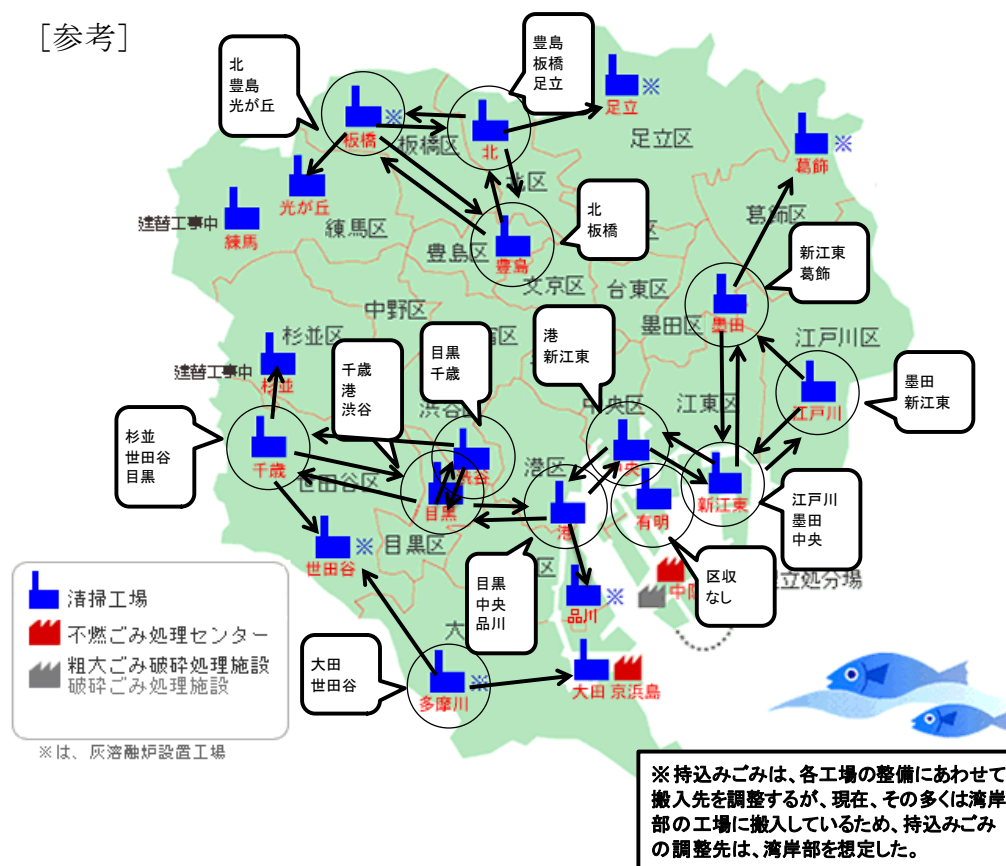 [参考]
北
豊島
光が丘
豊島
板橋
足立
※
足立
足立区
※
板橋
板橋区
北
北区
※
葛飾
葛飾区
光が丘
建替工事中
練馬
練馬区
豊島区
豊島
北
板橋
文京区
台東区
新江東
葛飾
墨田
墨田区
江戸川区
江戸川
墨田
新江東
中野区
杉並区
建替工事中
杉並
千歳
港
渋谷
目黒
千歳
港
新江東
渋谷区
渋谷
中央区
中央
江東区
杉並
世田谷
目黒
千歳
世田谷区
目黒
目黒区
港区
港
有明
新江東
江戸川
墨田
中央
世田谷
※
目黒
中央
品川
区
品川
※
区収
なし
中防
立処分場
清掃工場
不燃ごみ処理センター
粗大ごみ破砕処理施設
破砕ごみ処理施設
※は、灰溶融炉設置工場
大田
世田谷
大
多摩川
※
大田
京浜島
※持込みごみは、各工場の整備にあわせて
搬入先を調整するが、現在、その多くは湾岸
部の工場に搬入しているため、持込みごみ
の調整先は、湾岸部を想定した。